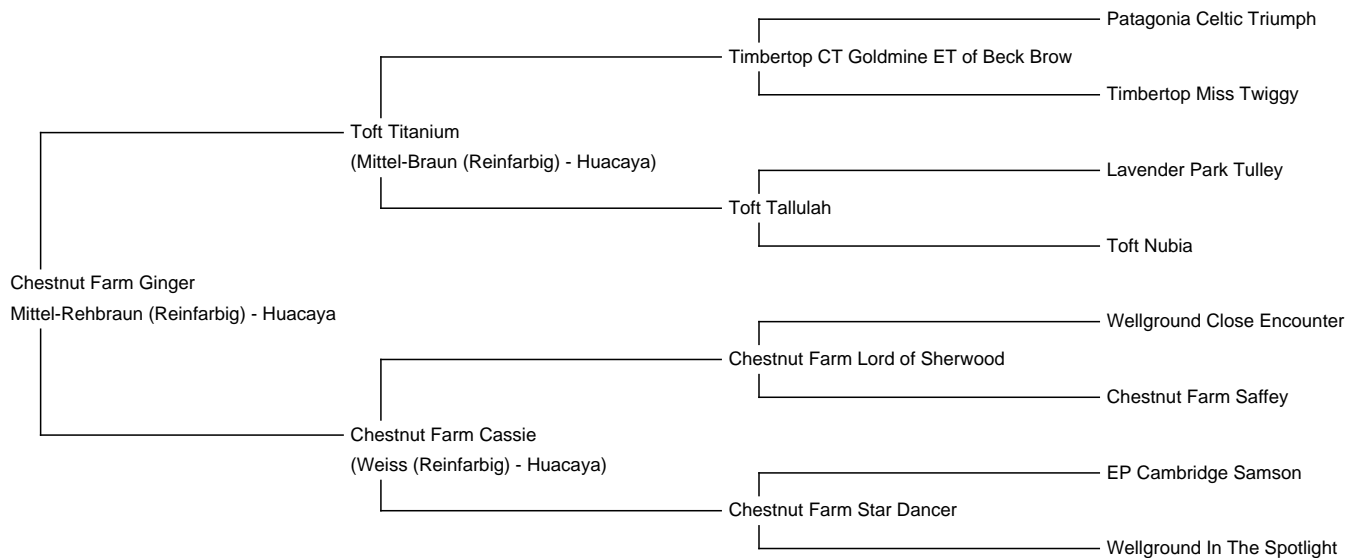 Patagonia Celtic Triumph
Timbertop CT Goldmine ET of Beck Brow
Timbertop Miss Twiggy
Toft Titanium
(Mittel-Braun (Reinfarbig) - Huacaya)
Lavender Park Tulley
Toft Tallulah
Toft Nubia
Chestnut Farm Ginger
Mittel-Rehbraun (Reinfarbig) - Huacaya
Wellground Close Encounter
Chestnut Farm Lord of Sherwood
Chestnut Farm Saffey
Chestnut Farm Cassie
(Weiss (Reinfarbig) - Huacaya)
EP Cambridge Samson
Chestnut Farm Star Dancer
Wellground In The Spotlight